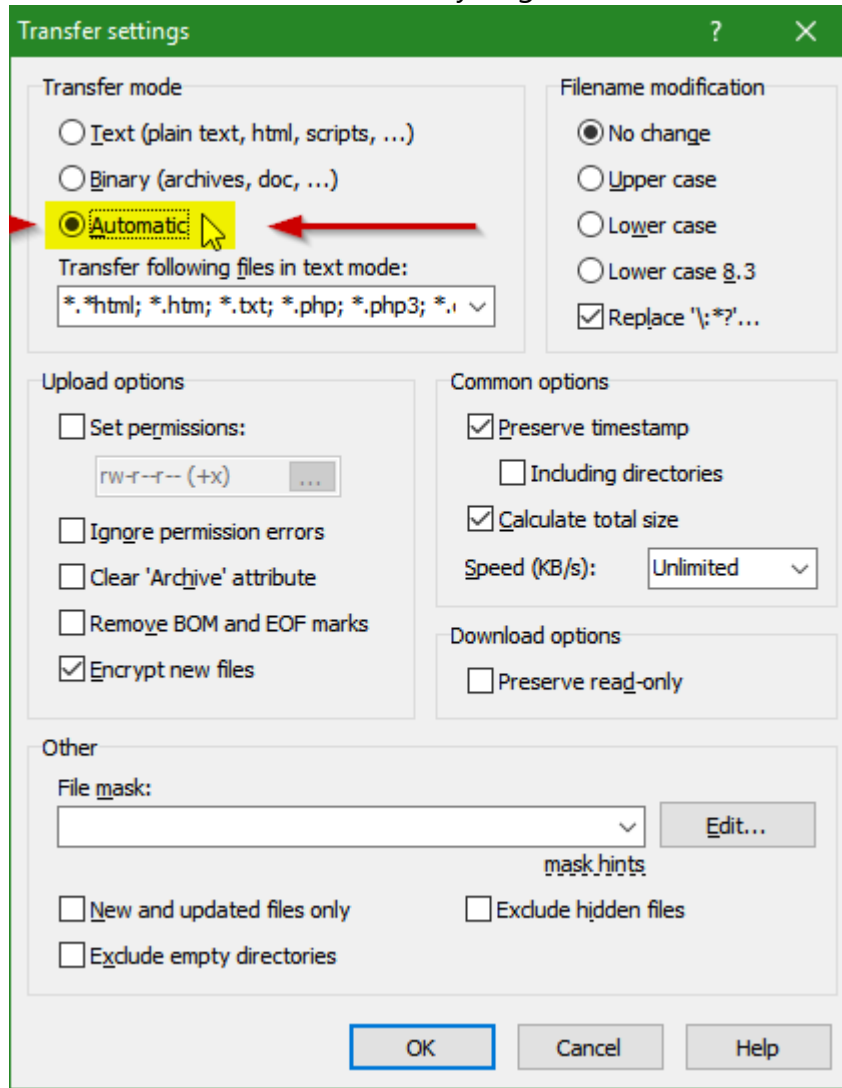 Transfer settings
Transfer mode
Text (plain text, html, scripts, ...)
Binary (archives, doc, ...)
Automatic
Transfer following files in text mode:
*.*html; *.htm; *.txt; *.php; *.php3; *.
Filename modification
No change
Upper case
Lower case
Lower case 8.3
Replace '\:*?'...
Upload options
Set permissions:
rw-r--r-- (+x)
...
Ignore permission errors
Clear 'Archive' attribute
Remove BOM and EOF marks
Encrypt new files
Common options
Preserve timestamp
Including directories
Calculate total size
Speed (KB/s): Unlimited
Download options
Preserve read-only
Other
File mask:
Edit...
mask hints
New and updated files only
Exclude hidden files
Exclude empty directories
OK Cancel Help